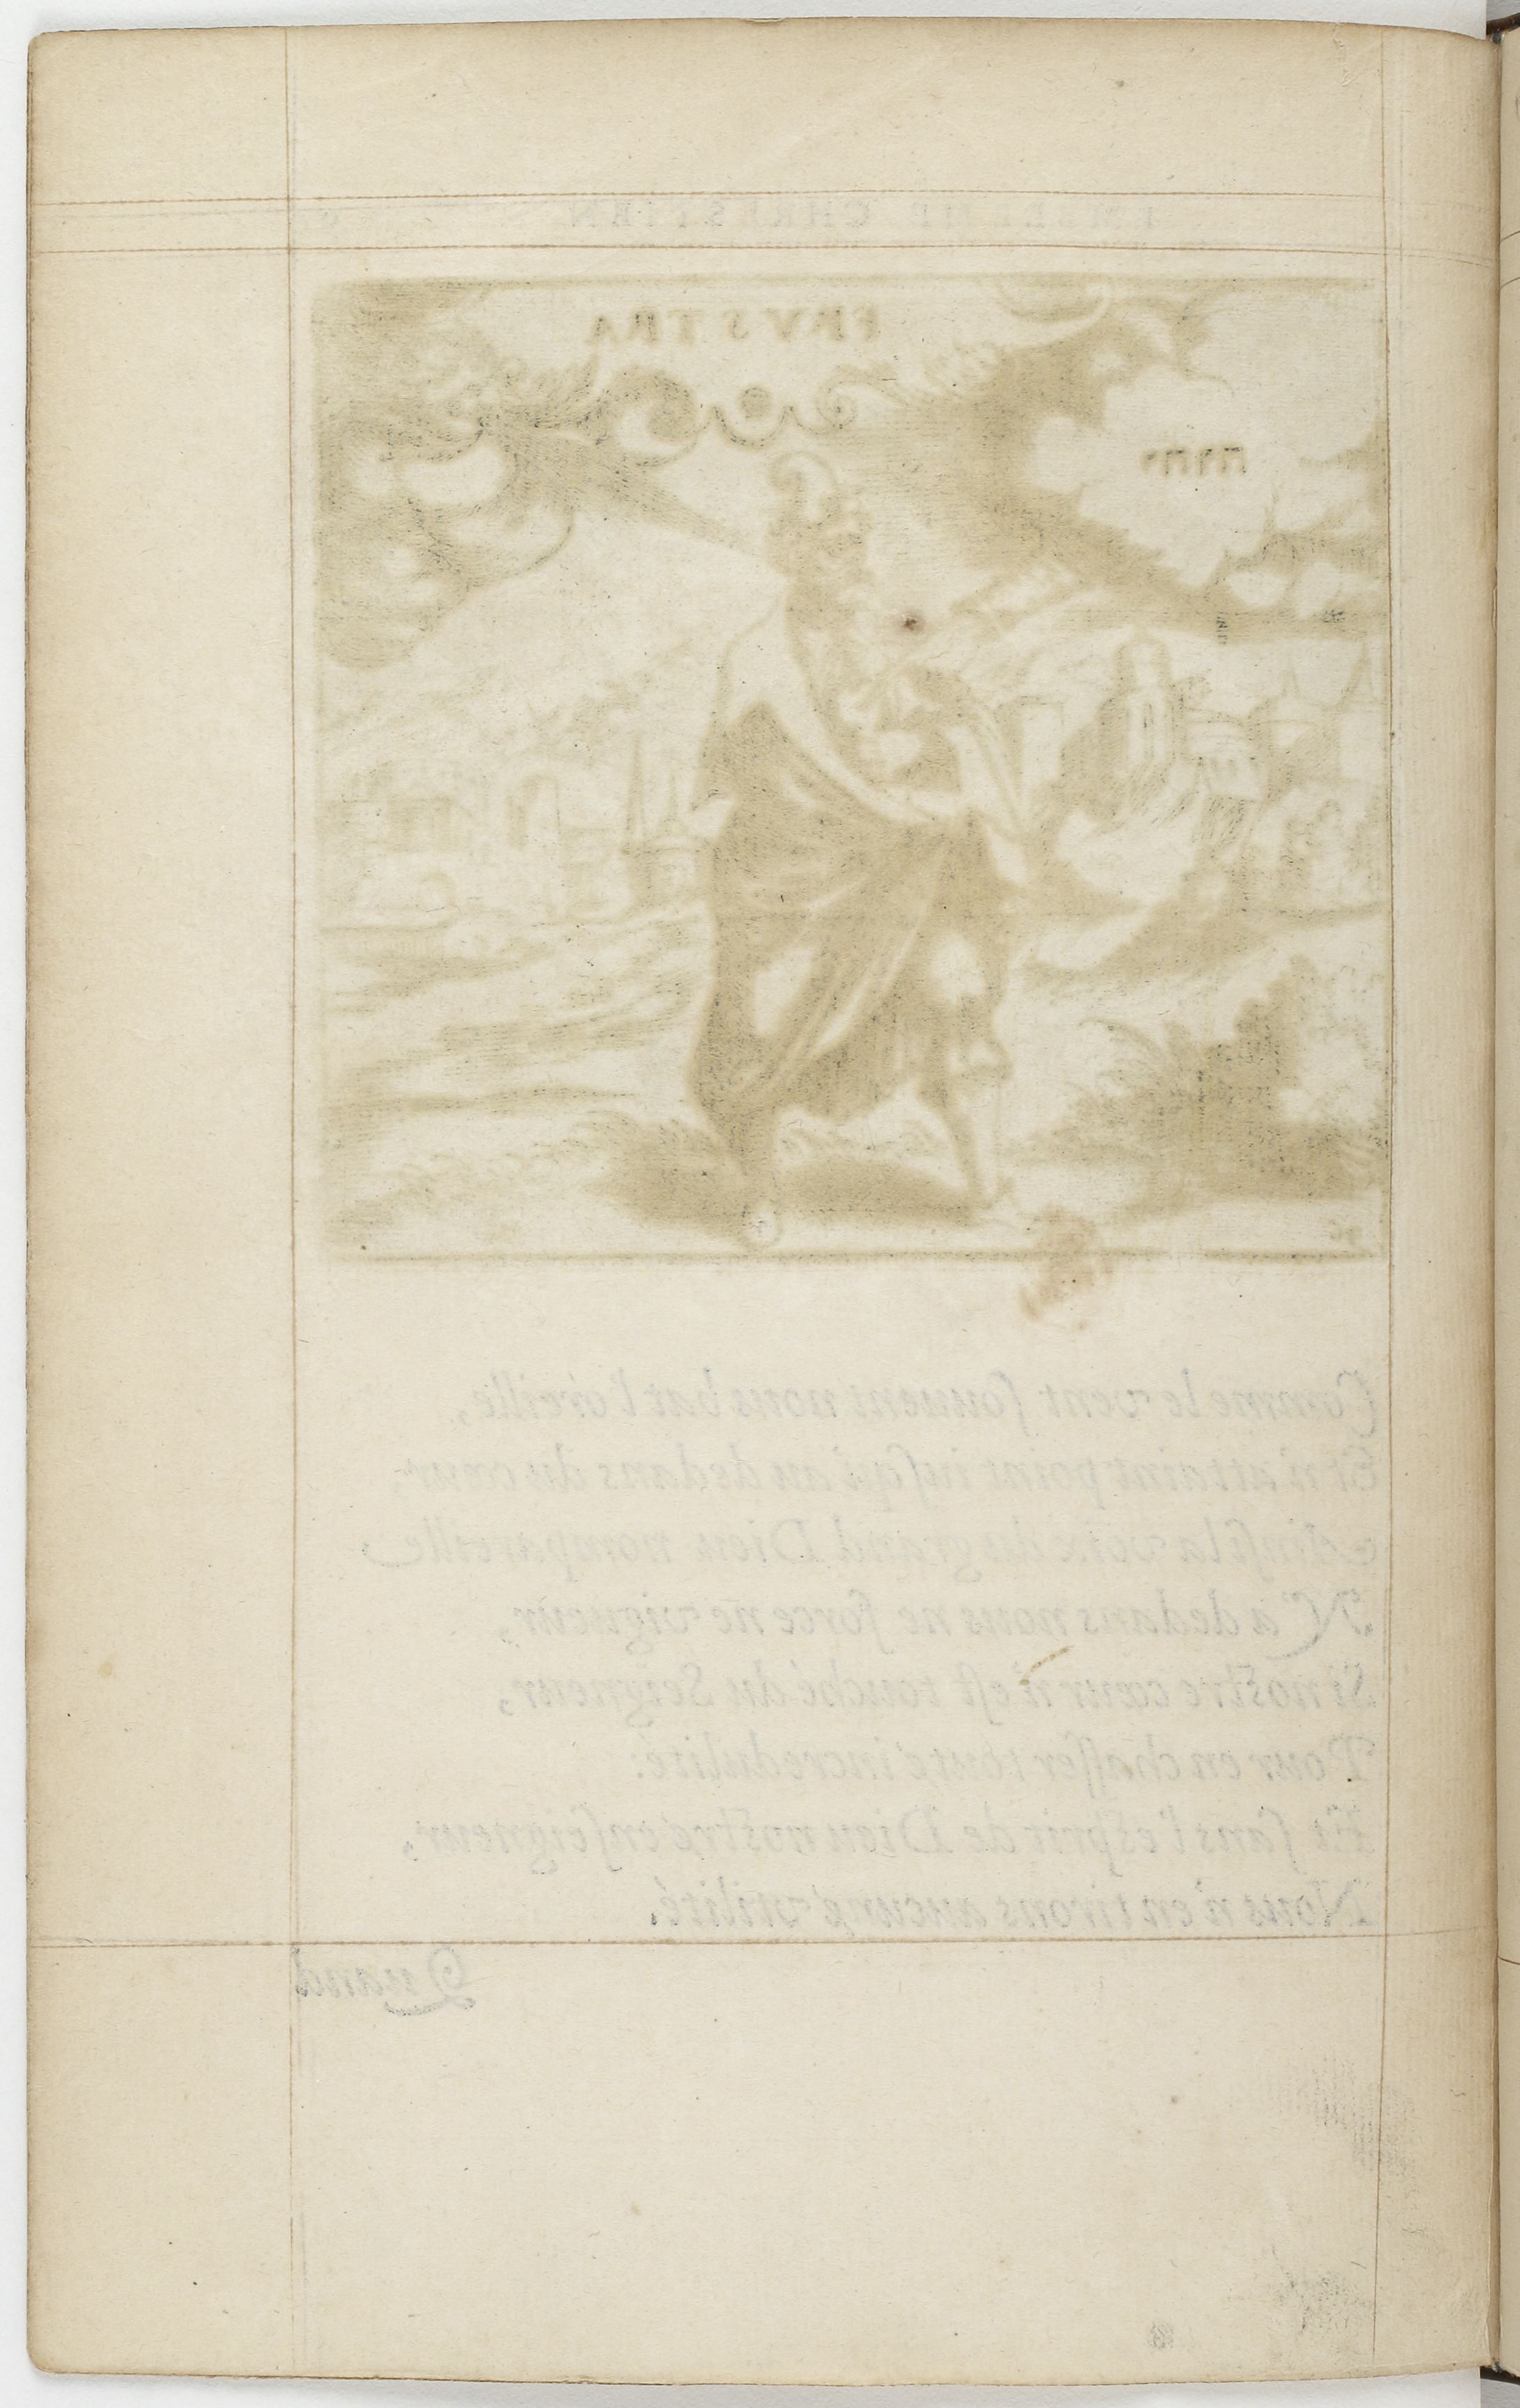 EMBLEME CHRESTIEN
FRVSTRA
יהוה
Comme le vent ſouuent nous bat l'oreille,
Et n'attaint point iuſqu'au dedans du cœur,
Ainſi la voix du grand Dieu nompareille
N'a dedans nous ne force ne vigueur,
Si noſtre cœur n'eſt touché du Seigneur,
Pour en chaſſer toute incredulité:
Et ſans l'eſprit de Dieu noſtre enſeigneur,
Nous n'en tirons aucune vtilité.
Quand